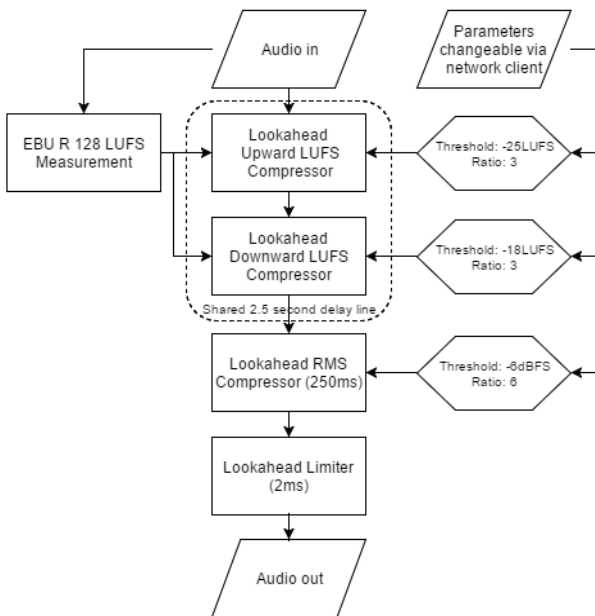 Audio in
Parameters
changeable via
network client
EBU R 128 LUFS
Measurement
Lookahead
Upward LUFS
Compressor
Threshold: -25LUFS
Ratio: 3
Lookahead
Downward LUFS
Compressor
Threshold: -18LUFS
Ratio: 3
Shared 2.5 second delay line
Lookahead RMS
Compressor (250ms)
Threshold: -6dBFS
Ratio: 6
Lookahead Limiter
(2ms)
Audio out